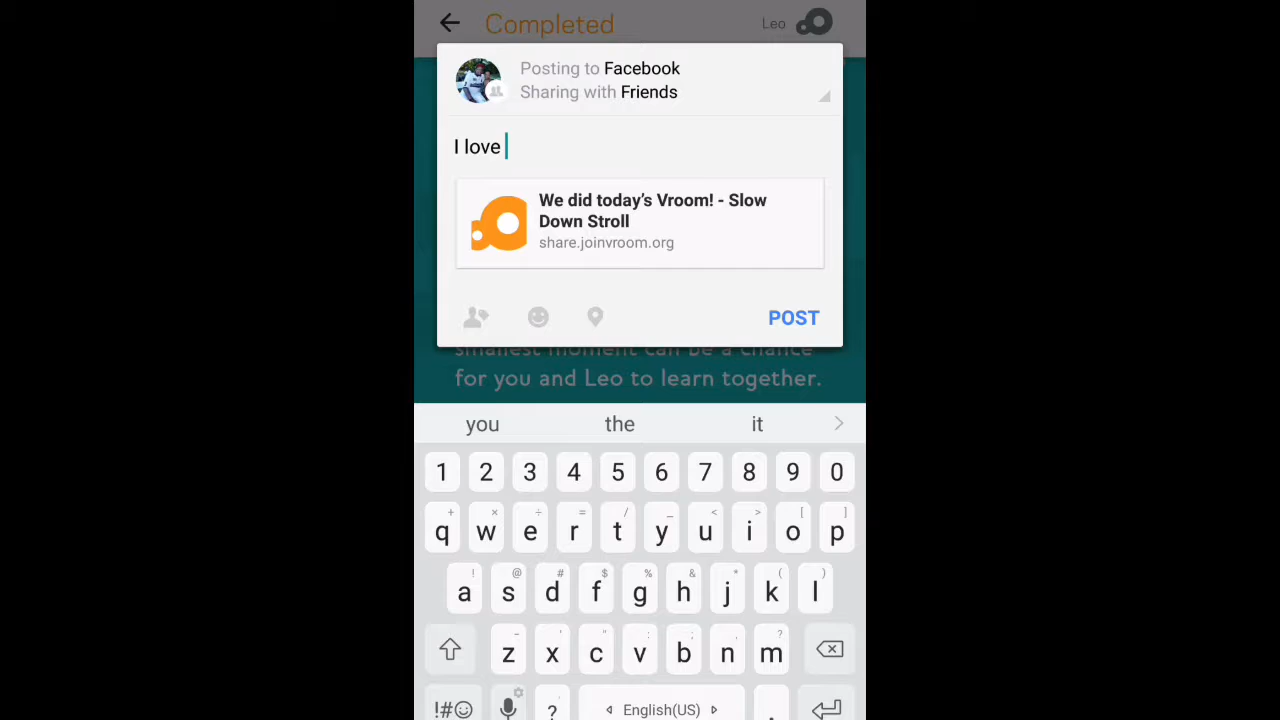 Completed
Leo
Posting to Facebook
Sharing with Friends
I love
We did today's Vroom! - Slow
Down Stroll
share.joinvroom.org
POST
smallest moment can be a chance
for you and Leo to learn together.
you the it
1 2 3 4 5 6 7 8 9 0
+ × ÷ = / _ < > [ ]
q w e r t y u i o p
! @ # $ % ^ & * ( )
a s d f g h j k l
- ' " : ; , ?
z x c v b n m
!#☺ ? English(US) .